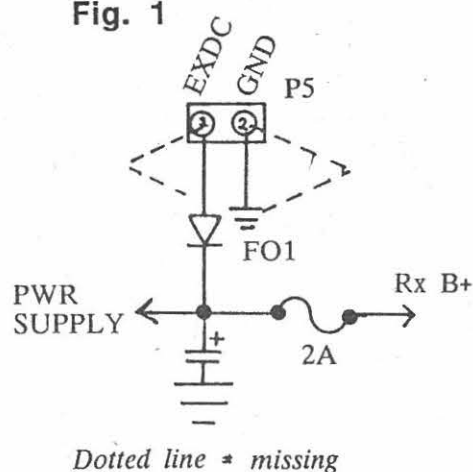 Fig. 1
EXDC
GND
P5
1
2
FO1
PWR
SUPPLY
Rx B+
+
2A
Dotted line = missing